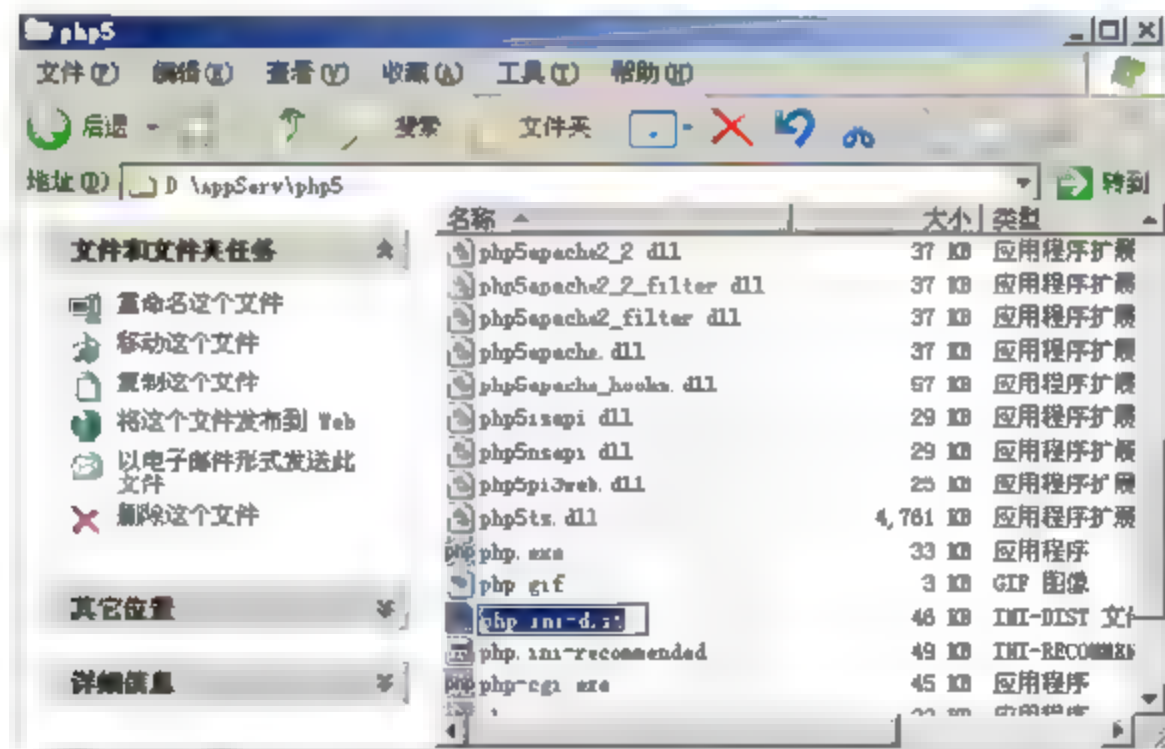 php5
文件(F) 编辑(E) 查看(V) 收藏(A) 工具(T) 帮助(H)
后退 搜索 文件夹
地址(D) D \AppServ\php5 转到
名称 大小 类型
文件和文件夹任务
重命名这个文件
移动这个文件
复制这个文件
将这个文件发布到 Web
以电子邮件形式发送此
文件
删除这个文件
其它位置
详细信息
php5apache2_2 dll 37 KB 应用程序扩展
php5apache2_2_filter dll 37 KB 应用程序扩展
php5apache2_filter dll 37 KB 应用程序扩展
php5apache.dll 37 KB 应用程序扩展
php5apache_hooks.dll 57 KB 应用程序扩展
php5isapi dll 29 KB 应用程序扩展
php5nsapi dll 29 KB 应用程序扩展
php5pi3web.dll 25 KB 应用程序扩展
php5ts.dll 4,761 KB 应用程序扩展
php.exe 33 KB 应用程序
php gif 3 KB GIF 图像
php ini-dist 46 KB INI-DIST 文件
php.ini-recommended 49 KB INI-RECOMMEN
php-cgi exe 45 KB 应用程序